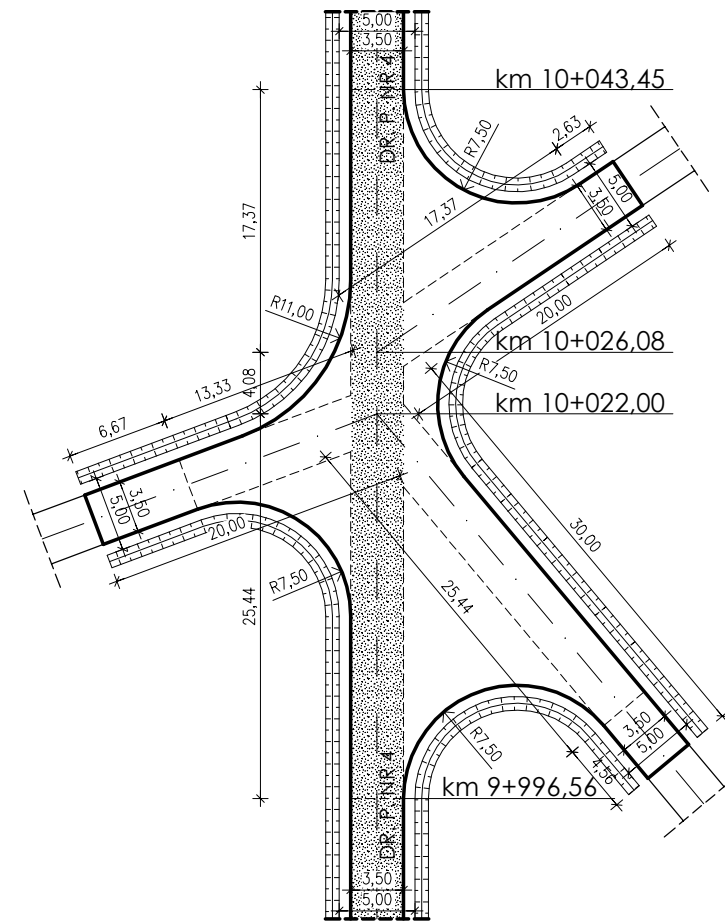 5,00
3,50
DR. P. NR.4
km 10+043,45
2,63
R7,50
5,00
3,50
17,37
17,37
20,00
R11,00
km 10+026,08
R7,50
13,33
4,08
km 10+022,00
6,67
3,50
5,00
20,00
30,00
R7,50
25,44
25,44
3,50
5,00
R7,50
4,56
km 9+996,56
DR. P. NR.4
3,50
5,00